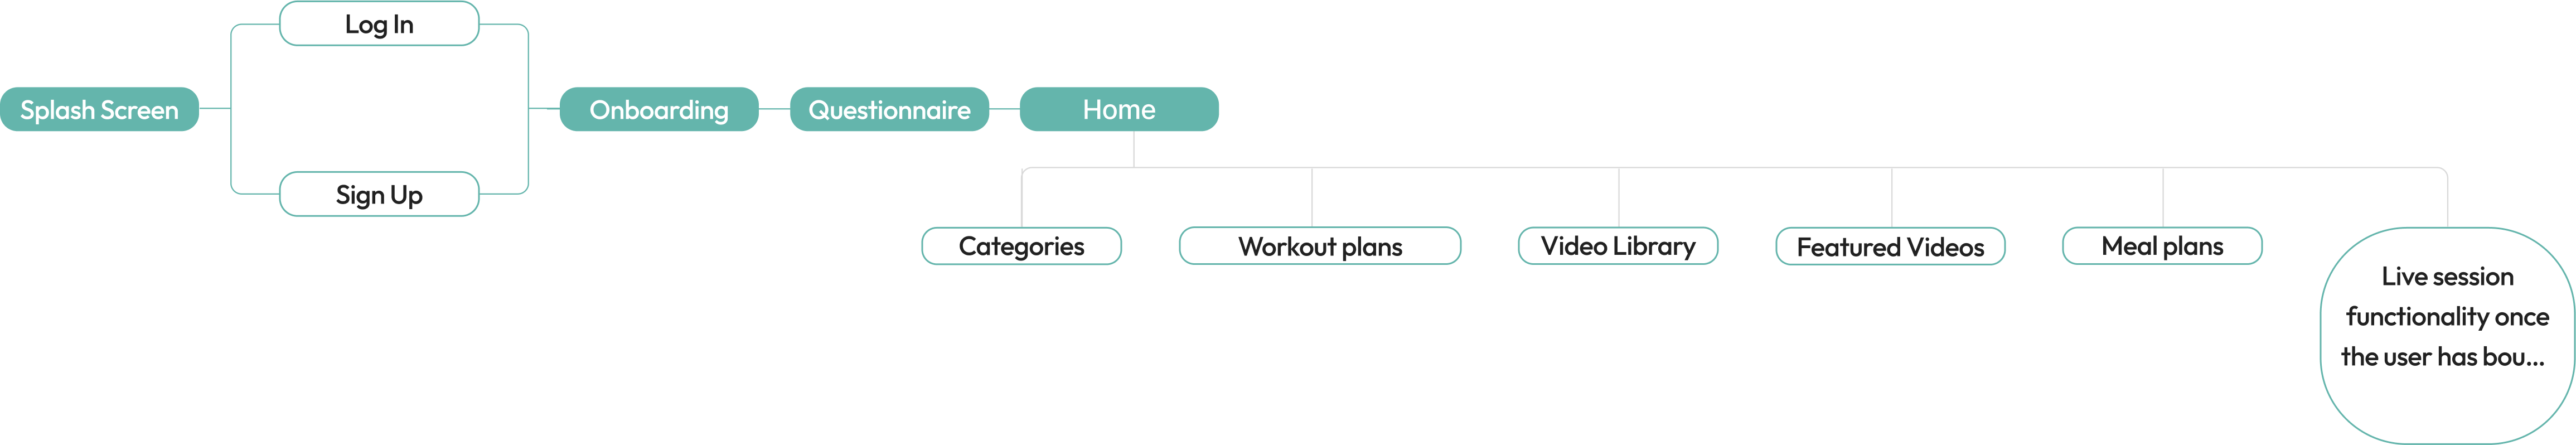 Log In
Splash Screen
Onboarding
Questionnaire
Home
Sign Up
Categories
Workout plans
Video Library
Featured Videos
Meal plans
Live session
functionality once
the user has bou...